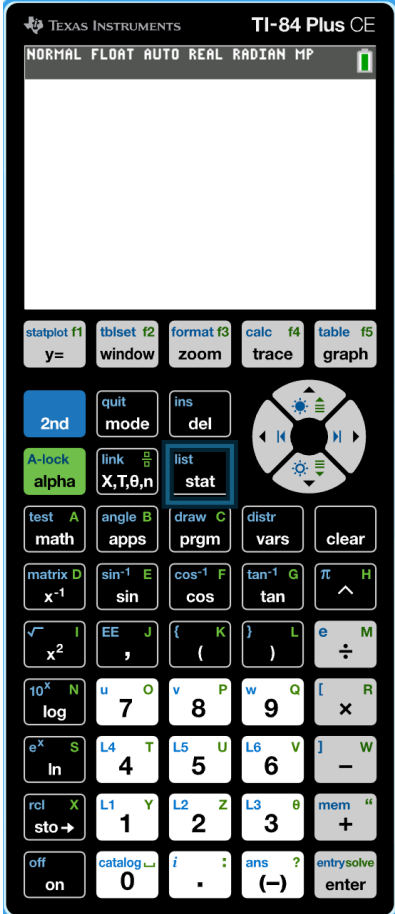 TEXAS INSTRUMENTS TI-84 Plus CE
NORMAL FLOAT AUTO REAL RADIAN MP
statplot f1 tblset f2 format f3 calc f4 table f5
y= window zoom trace graph
quit ins
2nd mode del
A-lock link list
alpha X,T,θ,n stat
test A angle B draw C distr
math apps prgm vars clear
matrix D sin⁻¹ E cos⁻¹ F tan⁻¹ G π H
x⁻¹ sin cos tan ^
√ I EE J { K } L e M
x² , ( ) ÷
10ˣ N u O v P w Q [ R
log 7 8 9 ×
eˣ S L4 T L5 U L6 V ] W
ln 4 5 6 −
rcl X L1 Y L2 Z L3 θ mem "
sto→ 1 2 3 +
off catalog ⎵ i : ans ? entry solve
on 0 . (−) enter